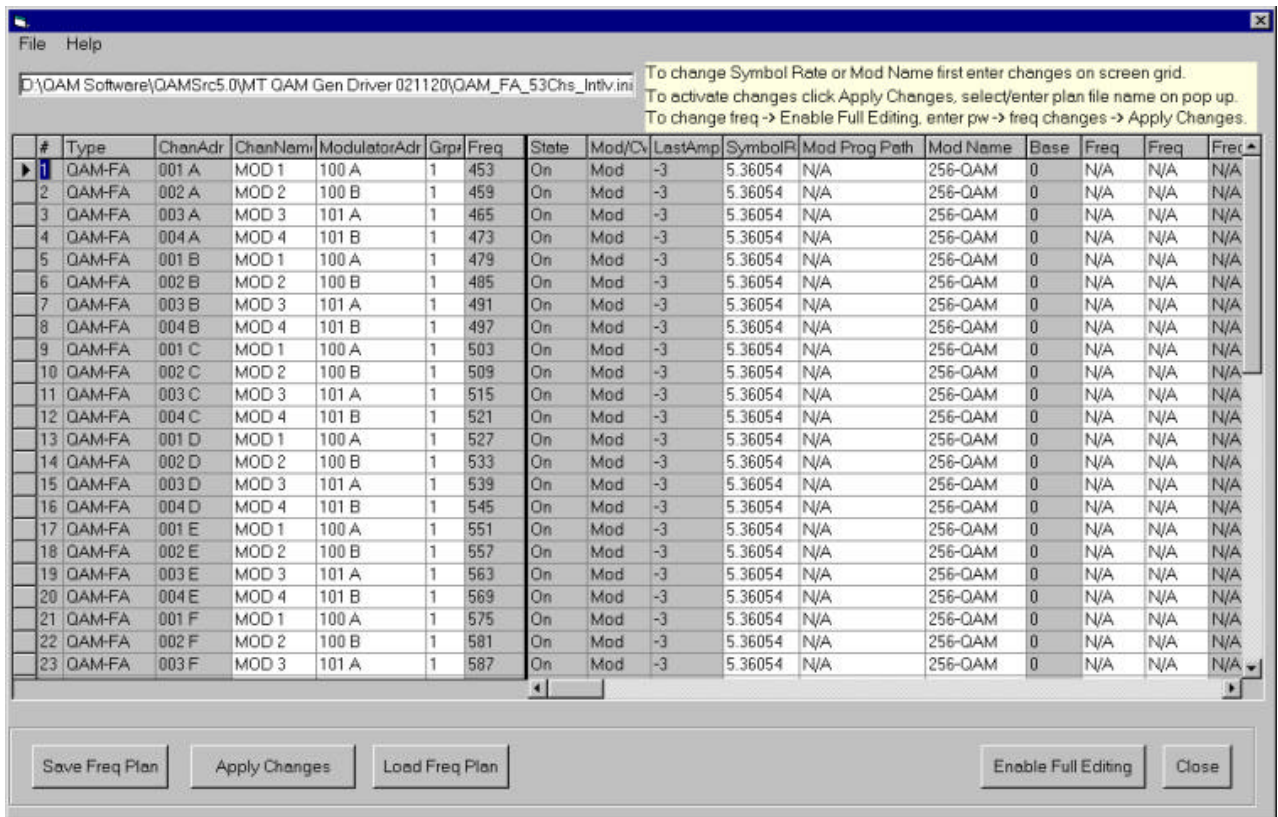 File Help
D:\QAM Software\QAMSrc5.0\MT QAM Gen Driver 021120\QAM_FA_53Chs_Intlv.ini
To change Symbol Rate or Mod Name first enter changes on screen grid.
To activate changes click Apply Changes, select/enter plan file name on pop up.
To change freq -> Enable Full Editing, enter pw -> freq changes -> Apply Changes.
# Type ChanAdr ChanName ModulatorAdr Grp# Freq State Mod/CV LastAmp SymbolR Mod Prog Path Mod Name Base Freq Freq Freq
1 QAM-FA 001 A MOD 1 100 A 1 453 On Mod -3 5.36054 N/A 256-QAM 0 N/A N/A N/A
2 QAM-FA 002 A MOD 2 100 B 1 459 On Mod -3 5.36054 N/A 256-QAM 0 N/A N/A N/A
3 QAM-FA 003 A MOD 3 101 A 1 465 On Mod -3 5.36054 N/A 256-QAM 0 N/A N/A N/A
4 QAM-FA 004 A MOD 4 101 B 1 473 On Mod -3 5.36054 N/A 256-QAM 0 N/A N/A N/A
5 QAM-FA 001 B MOD 1 100 A 1 479 On Mod -3 5.36054 N/A 256-QAM 0 N/A N/A N/A
6 QAM-FA 002 B MOD 2 100 B 1 485 On Mod -3 5.36054 N/A 256-QAM 0 N/A N/A N/A
7 QAM-FA 003 B MOD 3 101 A 1 491 On Mod -3 5.36054 N/A 256-QAM 0 N/A N/A N/A
8 QAM-FA 004 B MOD 4 101 B 1 497 On Mod -3 5.36054 N/A 256-QAM 0 N/A N/A N/A
9 QAM-FA 001 C MOD 1 100 A 1 503 On Mod -3 5.36054 N/A 256-QAM 0 N/A N/A N/A
10 QAM-FA 002 C MOD 2 100 B 1 509 On Mod -3 5.36054 N/A 256-QAM 0 N/A N/A N/A
11 QAM-FA 003 C MOD 3 101 A 1 515 On Mod -3 5.36054 N/A 256-QAM 0 N/A N/A N/A
12 QAM-FA 004 C MOD 4 101 B 1 521 On Mod -3 5.36054 N/A 256-QAM 0 N/A N/A N/A
13 QAM-FA 001 D MOD 1 100 A 1 527 On Mod -3 5.36054 N/A 256-QAM 0 N/A N/A N/A
14 QAM-FA 002 D MOD 2 100 B 1 533 On Mod -3 5.36054 N/A 256-QAM 0 N/A N/A N/A
15 QAM-FA 003 D MOD 3 101 A 1 539 On Mod -3 5.36054 N/A 256-QAM 0 N/A N/A N/A
16 QAM-FA 004 D MOD 4 101 B 1 545 On Mod -3 5.36054 N/A 256-QAM 0 N/A N/A N/A
17 QAM-FA 001 E MOD 1 100 A 1 551 On Mod -3 5.36054 N/A 256-QAM 0 N/A N/A N/A
18 QAM-FA 002 E MOD 2 100 B 1 557 On Mod -3 5.36054 N/A 256-QAM 0 N/A N/A N/A
19 QAM-FA 003 E MOD 3 101 A 1 563 On Mod -3 5.36054 N/A 256-QAM 0 N/A N/A N/A
20 QAM-FA 004 E MOD 4 101 B 1 569 On Mod -3 5.36054 N/A 256-QAM 0 N/A N/A N/A
21 QAM-FA 001 F MOD 1 100 A 1 575 On Mod -3 5.36054 N/A 256-QAM 0 N/A N/A N/A
22 QAM-FA 002 F MOD 2 100 B 1 581 On Mod -3 5.36054 N/A 256-QAM 0 N/A N/A N/A
23 QAM-FA 003 F MOD 3 101 A 1 587 On Mod -3 5.36054 N/A 256-QAM 0 N/A N/A N/A
Save Freq Plan Apply Changes Load Freq Plan Enable Full Editing Close